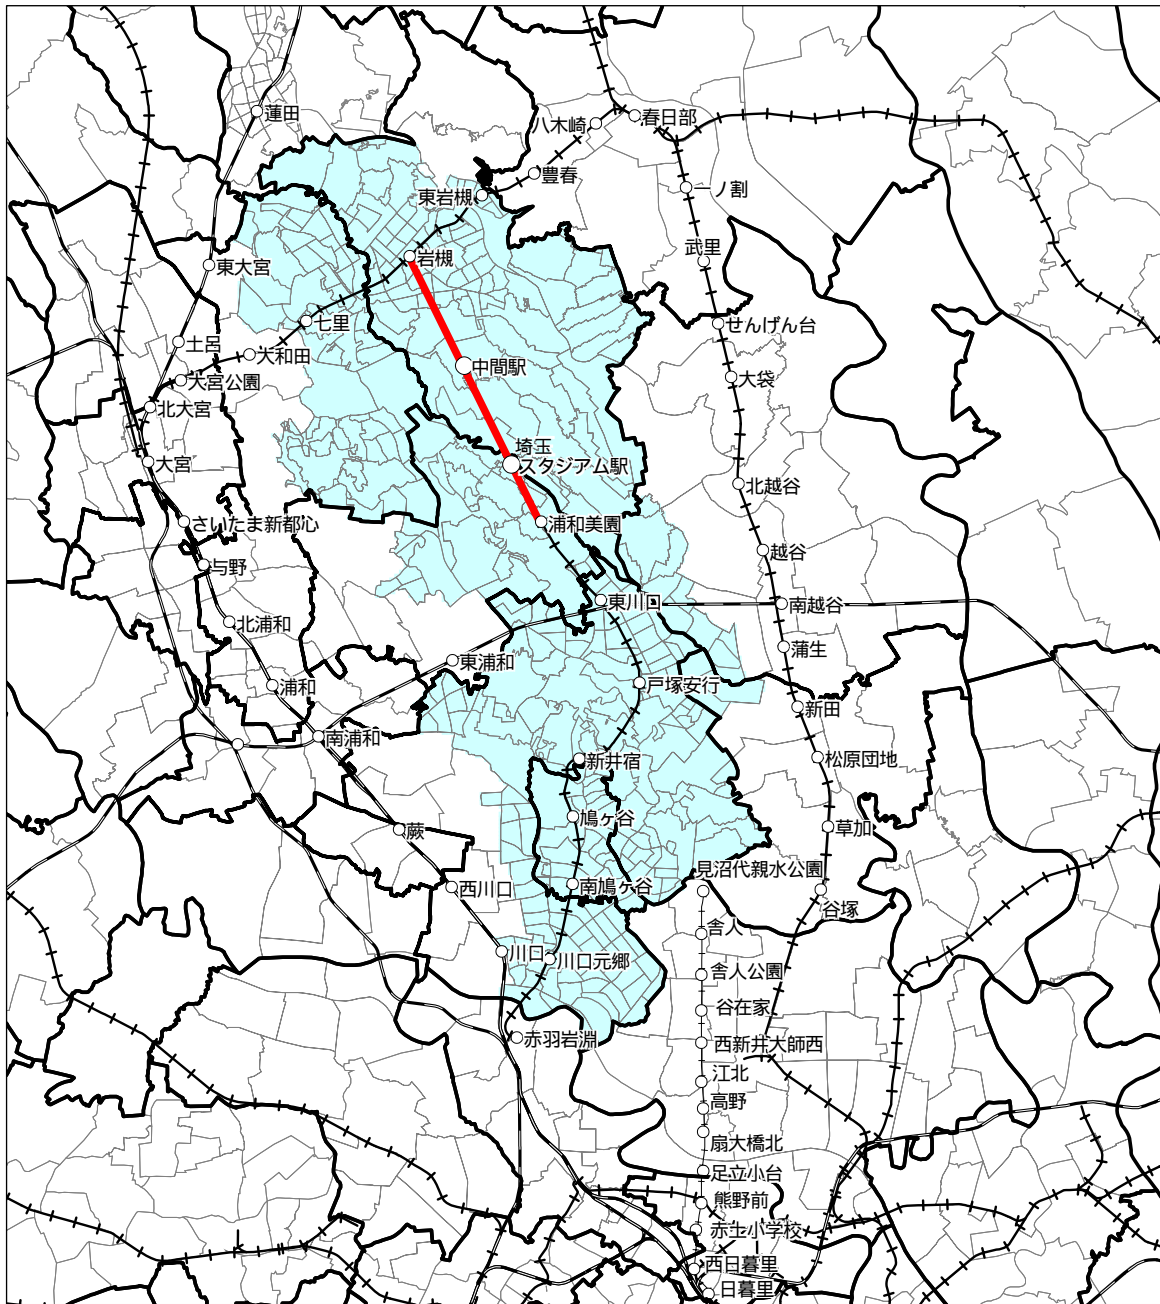 蓮田
八木崎
春日部
豊春
東岩槻
一ノ割
武里
岩槻
東大宮
せんげん台
七里
土呂
大和田
中間駅
大袋
大宮公園
北大宮
埼玉
スタジアム駅
大宮
北越谷
さいたま新都心
浦和美園
越谷
与野
東川口
南越谷
北浦和
蒲生
東浦和
戸塚安行
浦和
新田
南浦和
新井宿
松原団地
鳩ヶ谷
草加
蕨
見沼代親水公園
西川口
南鳩ヶ谷
谷塚
舎人
川口
川口元郷
舎人公園
谷在家
赤羽岩淵
西新井大師西
江北
高野
扇大橋北
足立小台
熊野前
赤土小学校
西日暮里
日暮里